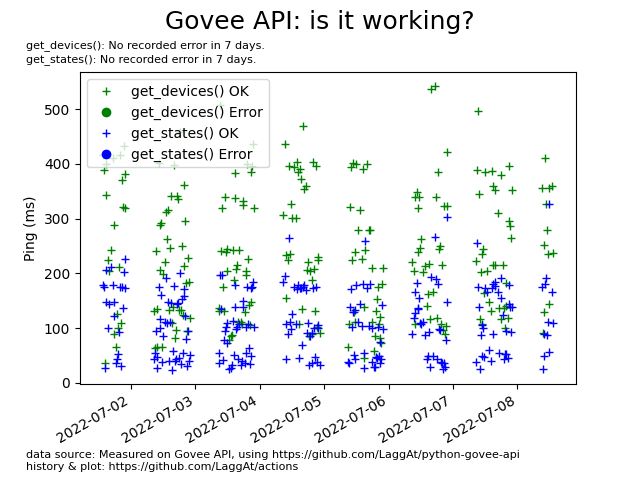 Govee API: is it working?
get_devices(): No recorded error in 7 days.
get_states(): No recorded error in 7 days.
get_devices() OK
get_devices() Error
get_states() OK
get_states() Error
Ping (ms)
500
400
300
200
100
0
2022-07-02
2022-07-03
2022-07-04
2022-07-05
2022-07-06
2022-07-07
2022-07-08
data source: Measured on Govee API, using https://github.com/LaggAt/python-govee-api
history & plot: https://github.com/LaggAt/actions